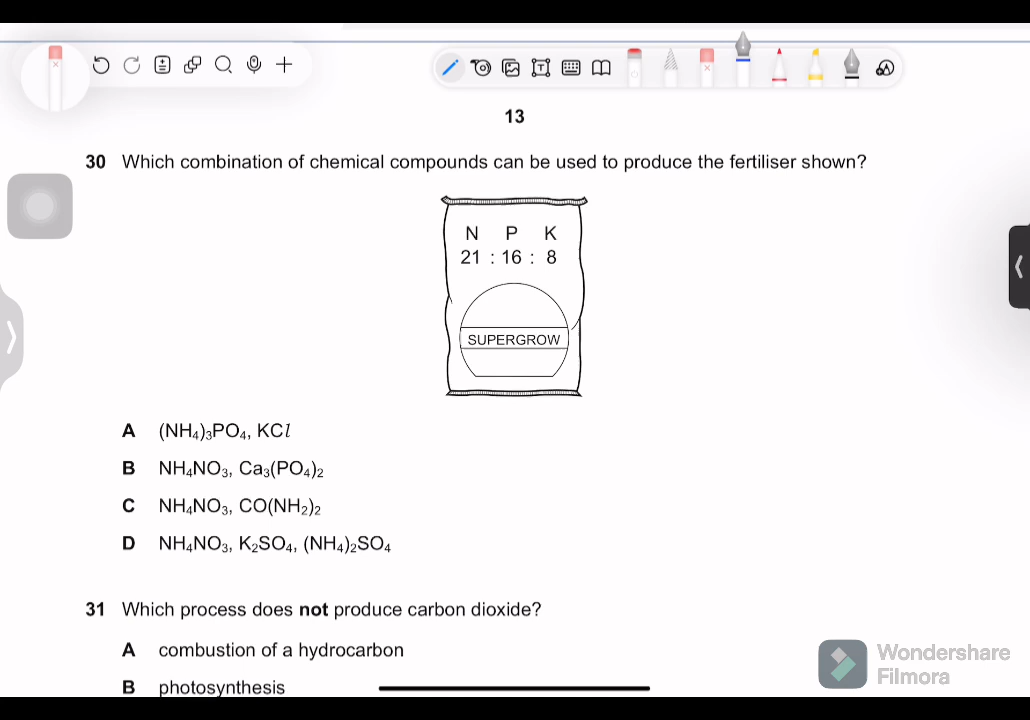 13
30 Which combination of chemical compounds can be used to produce the fertiliser shown?
N P K
21 : 16 : 8
SUPERGROW
A (NH₄)₃PO₄, KCl
B NH₄NO₃, Ca₃(PO₄)₂
C NH₄NO₃, CO(NH₂)₂
D NH₄NO₃, K₂SO₄, (NH₄)₂SO₄
31 Which process does not produce carbon dioxide?
A combustion of a hydrocarbon
B photosynthesis
Wondershare
Filmora